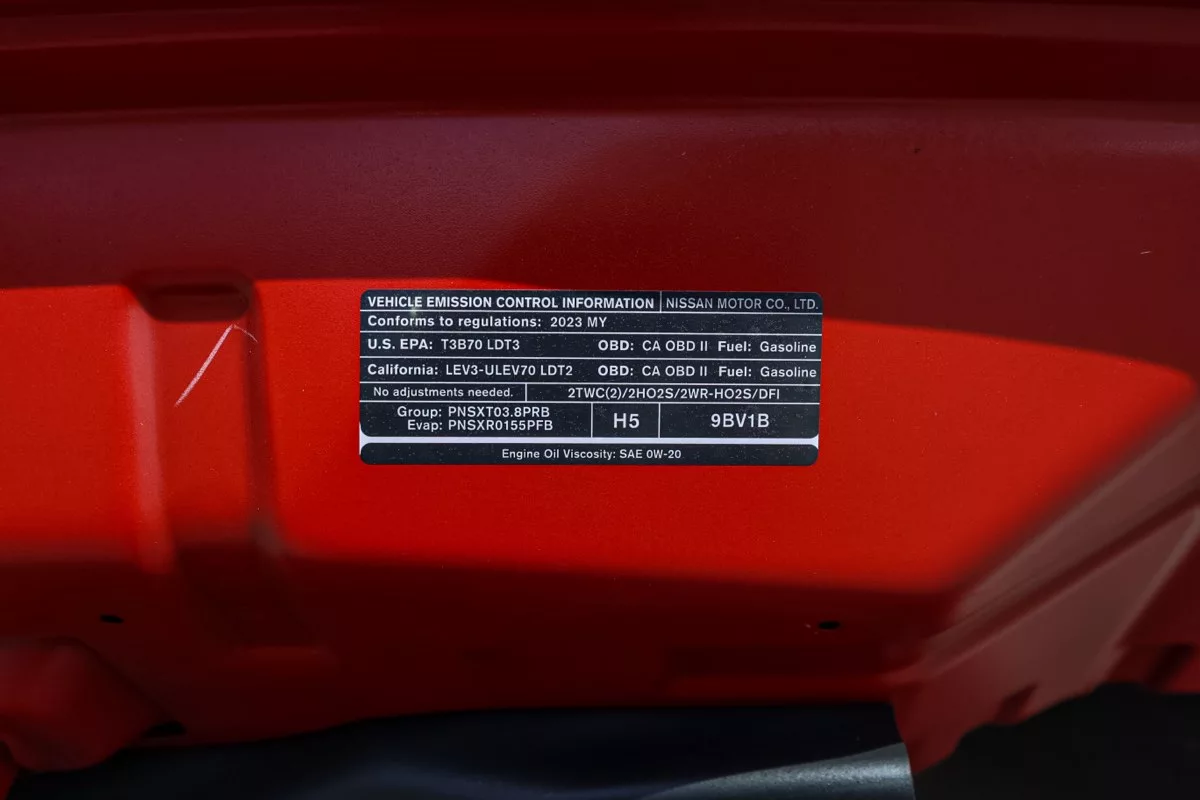 VEHICLE EMISSION CONTROL INFORMATION NISSAN MOTOR CO., LTD.
Conforms to regulations: 2023 MY
U.S. EPA: T3B70 LDT3 OBD: CA OBD II Fuel: Gasoline
California: LEV3-ULEV70 LDT2 OBD: CA OBD II Fuel: Gasoline
No adjustments needed. 2TWC(2)/2HO2S/2WR-HO2S/DFI
Group: PNSXT03.8PRB
Evap: PNSXR0155PFB
H5 9BV1B
Engine Oil Viscosity: SAE 0W-20